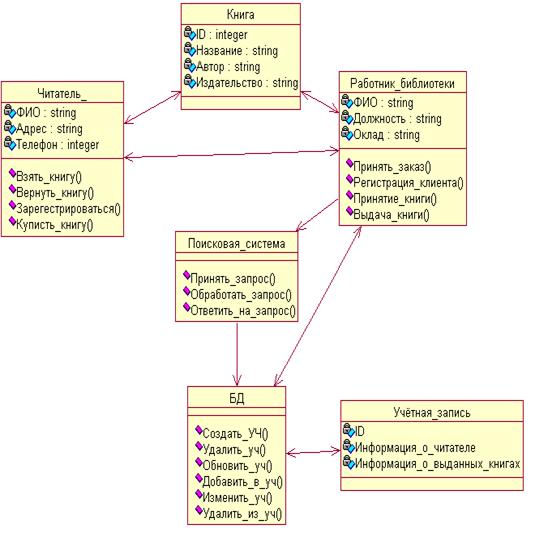 Книга
ID : integer
Название : string
Автор : string
Издательство : string
Читатель_
ФИО : string
Адрес : string
Телефон : integer
Взять_книгу()
Вернуть_книгу()
Зарегестрироваться()
Куписть_книгу()
Работник_библиотеки
ФИО : string
Должность : string
Оклад : string
Принять_заказ()
Регистрация_клиента()
Принятие_книги()
Выдача_книги()
Поисковая_система
Принять_запрос()
Обработать_запрос()
Ответить_на_запрос()
БД
Создать_УЧ()
Удалить_уч()
Обновить_уч()
Добавить_в_уч()
Изменить_уч()
Удалить_из_уч()
Учётная_запись
ID
Информация_о_читателе
Информация_о_выданных_книгах